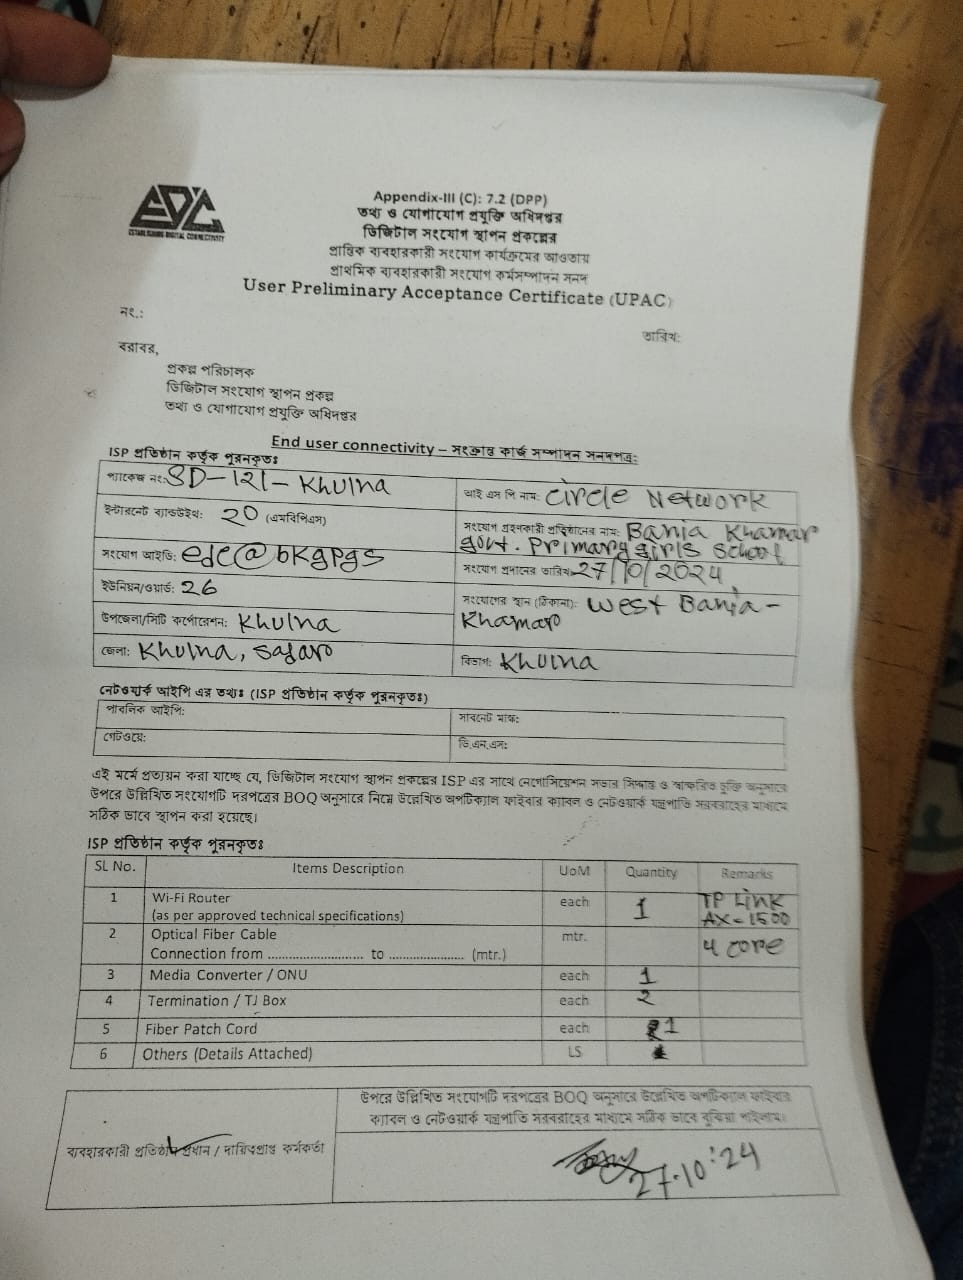 EDC
ESTABLISHING DIGITAL CONNECTIVITY
Appendix-III (C): 7.2 (DPP)
তথ্য ও যোগাযোগ প্রযুক্তি অধিদপ্তর
ডিজিটাল সংযোগ স্থাপন প্রকল্পের
প্রান্তিক ব্যবহারকারী সংযোগ কার্যক্রমের আওতায়
প্রাথমিক ব্যবহারকারী সংযোগ কর্মসম্পাদন সনদ
User Preliminary Acceptance Certificate (UPAC)
নং.:
তারিখ:
বরাবর,
প্রকল্প পরিচালক
ডিজিটাল সংযোগ স্থাপন প্রকল্প
তথ্য ও যোগাযোগ প্রযুক্তি অধিদপ্তর
End user connectivity – সংক্রান্ত কার্য সম্পাদন সনদপত্র:
ISP প্রতিষ্ঠান কর্তৃক পূরনকৃতঃ
প্যাকেজ নং: SD-121- Khulna
আই এস পি নাম: Circle Network
ইন্টারনেট ব্যান্ডউইথ: 20 (এমবিপিএস)
সংযোগ গ্রহণকারী প্রতিষ্ঠানের নাম: Bania Khamar
govt. Primary girls School
সংযোগ আইডি: edc@bkgpgs
সংযোগ প্রদানের তারিখ: 27/10/2024
ইউনিয়ন/ওয়ার্ড: 26
সংযোগের স্থান (ঠিকানা): West Bania-
Khamar
উপজেলা/সিটি কর্পোরেশন: Khulna
জেলা: Khulna, Sadar
বিভাগ: Khulna
নেটওয়ার্ক আইপি এর তথ্যঃ (ISP প্রতিষ্ঠান কর্তৃক পূরনকৃতঃ)
পাবলিক আইপি:
সাবনেট মাস্ক:
গেটওয়ে:
ডি.এন.এস:
এই মর্মে প্রত্যয়ন করা যাচ্ছে যে, ডিজিটাল সংযোগ স্থাপন প্রকল্পের ISP এর সাথে নেগোসিয়েশন সভার সিদ্ধান্ত ও স্বাক্ষরিত চুক্তি অনুসারে
উপরে উল্লিখিত সংযোগটি দরপত্রের BOQ অনুসারে নিম্নে উল্লেখিত অপটিক্যাল ফাইবার ক্যাবল ও নেটওয়ার্ক যন্ত্রপাতি সরবরাহের মাধ্যমে
সঠিক ভাবে স্থাপন করা হয়েছে।
ISP প্রতিষ্ঠান কর্তৃক পূরনকৃতঃ
SL No. Items Description UoM Quantity Remarks
1 Wi-Fi Router each 1 TP Link
(as per approved technical specifications) AX-1500
2 Optical Fiber Cable mtr. 4 core
Connection from ........................ to .................... (mtr.)
3 Media Converter / ONU each 1
4 Termination / TJ Box each 2
5 Fiber Patch Cord each 1
6 Others (Details Attached) LS
উপরে উল্লিখিত সংযোগটি দরপত্রের BOQ অনুসারে উল্লেখিত অপটিক্যাল ফাইবার
ক্যাবল ও নেটওয়ার্ক যন্ত্রপাতি সরবরাহের মাধ্যমে সঠিক ভাবে বুঝিয়া পাইলাম।
ব্যবহারকারী প্রতিষ্ঠান প্রধান / দায়িত্বপ্রাপ্ত কর্মকর্তা
27.10.24